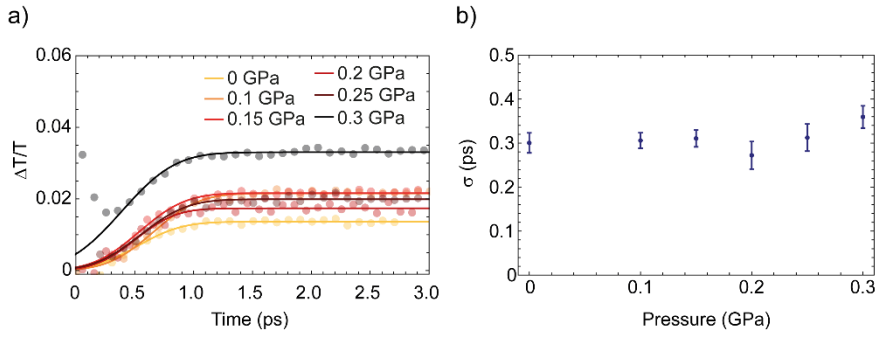 a)
b)
0.06
0.04
0.02
0
ΔT/T
0 GPa
0.1 GPa
0.15 GPa
0.2 GPa
0.25 GPa
0.3 GPa
0.0 0.5 1.0 1.5 2.0 2.5 3.0
Time (ps)
0.5
0.4
0.3
0.2
0.1
0
σ (ps)
0 0.1 0.2 0.3
Pressure (GPa)